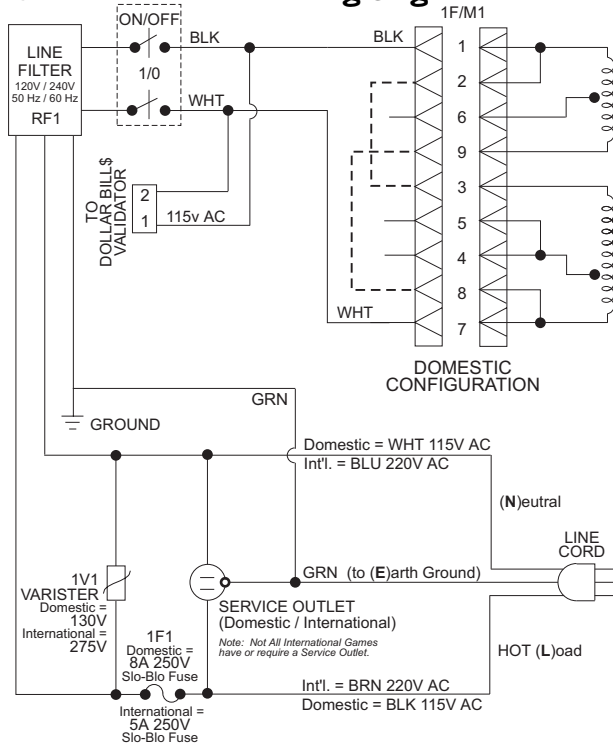 ON/OFF
1F/M1
LINE
FILTER
120V / 240V
50 Hz / 60 Hz
RF1
BLK
BLK
1/0
WHT
1
2
6
9
3
5
4
8
7
TO
DOLLAR BILL$
VALIDATOR
2
1
115v AC
WHT
DOMESTIC
CONFIGURATION
GRN
GROUND
Domestic = WHT 115V AC
Int'l. = BLU 220V AC
(N)eutral
LINE
CORD
GRN (to (E)arth Ground)
1V1
VARISTER
Domestic =
130V
International =
275V
SERVICE OUTLET
(Domestic / International)
Note: Not All International Games
have or require a Service Outlet.
HOT (L)oad
1F1
Domestic =
8A 250V
Slo-Blo Fuse
International =
5A 250V
Slo-Blo Fuse
Int'l. = BRN 220V AC
Domestic = BLK 115V AC